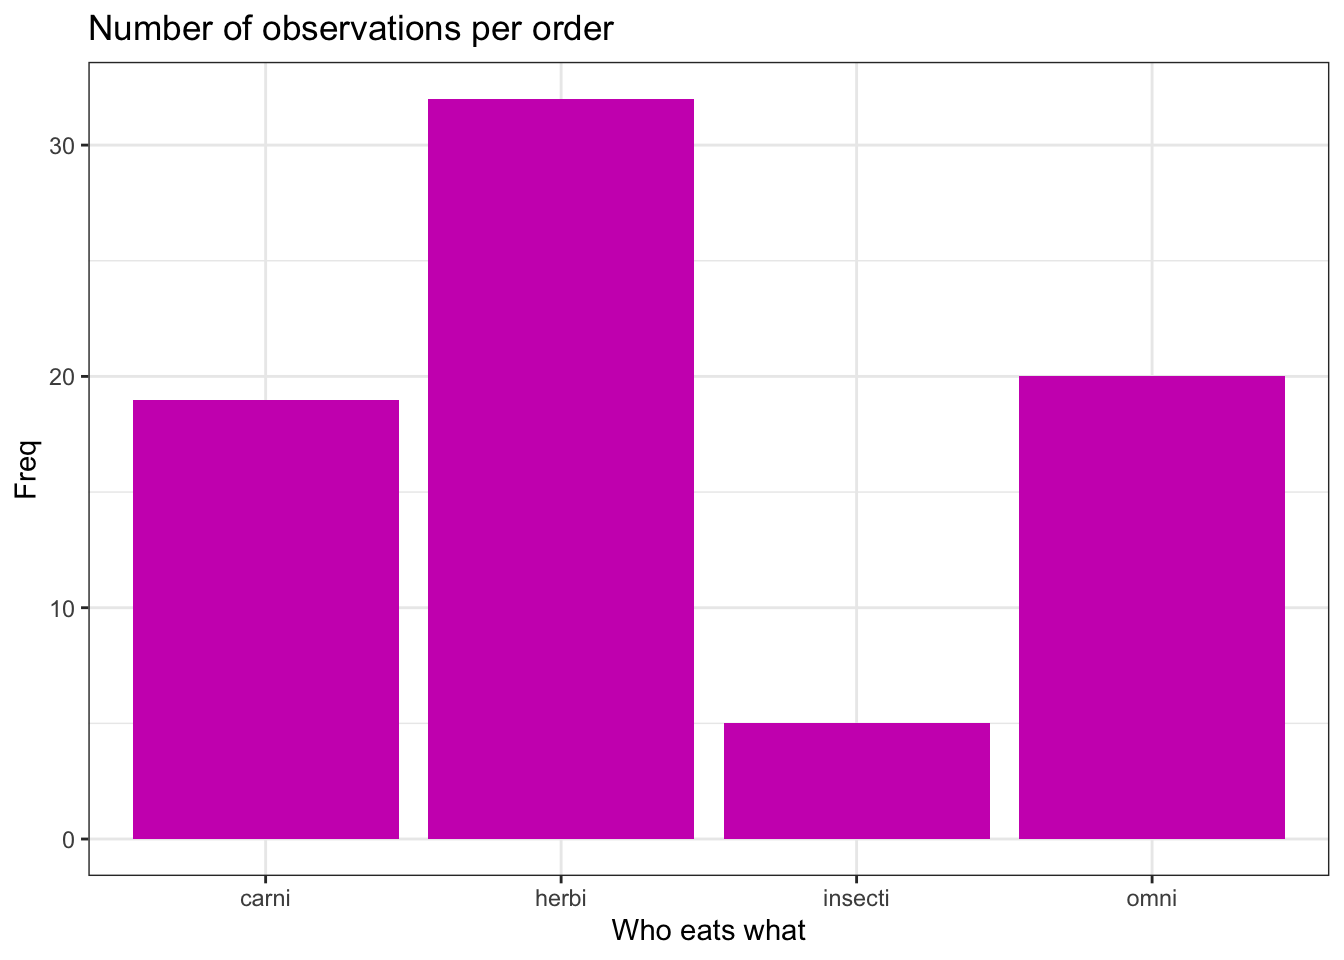 Number of observations per order
30
20
10
0
Freq
carni herbi insecti omni
Who eats what